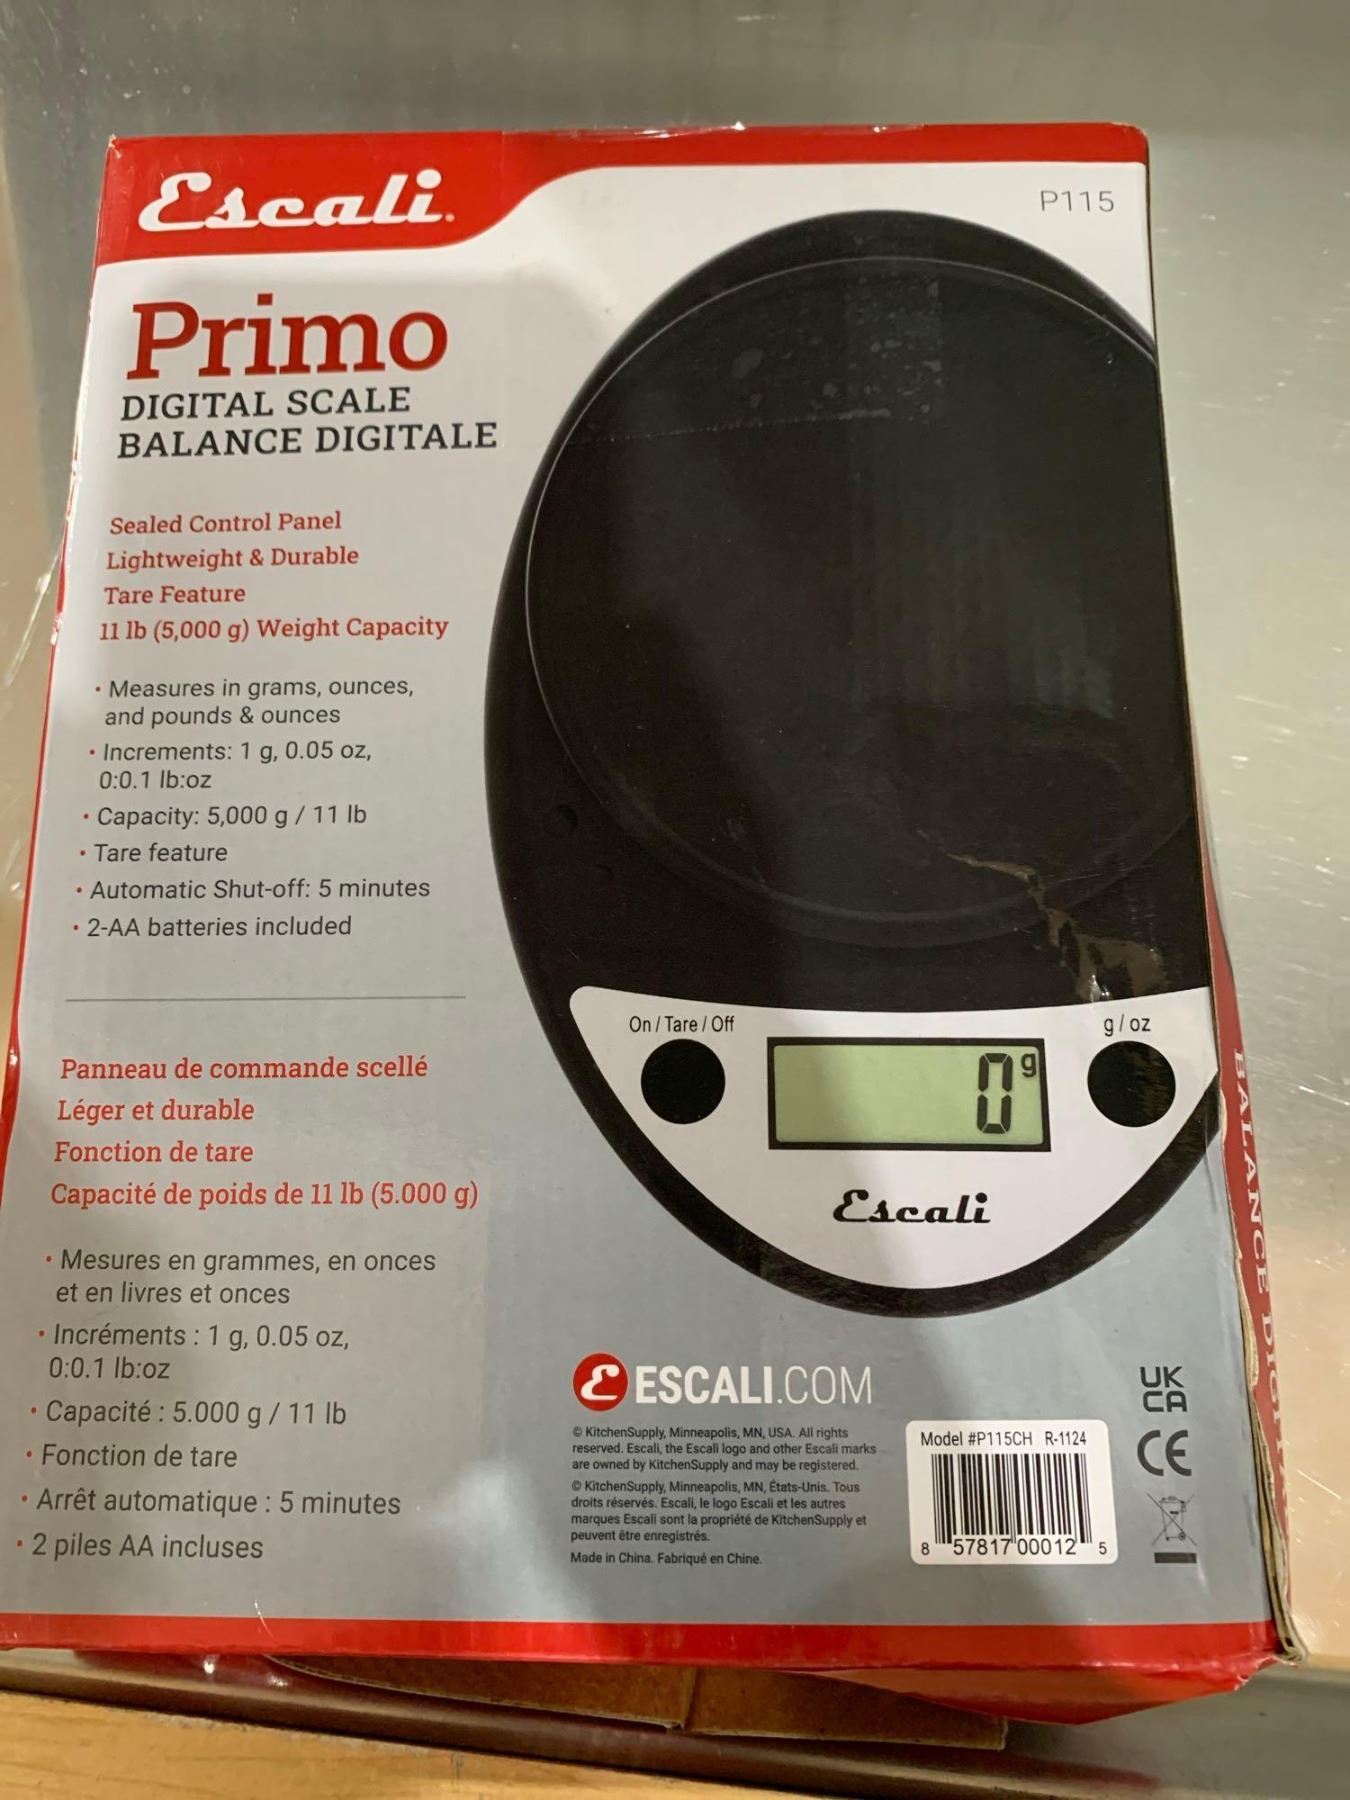 Escali
P115
Primo
DIGITAL SCALE
BALANCE DIGITALE
Sealed Control Panel
Lightweight & Durable
Tare Feature
11 lb (5,000 g) Weight Capacity
• Measures in grams, ounces,
and pounds & ounces
• Increments: 1 g, 0.05 oz,
0:0.1 lb:oz
• Capacity: 5,000 g / 11 lb
• Tare feature
• Automatic Shut-off: 5 minutes
• 2-AA batteries included
Panneau de commande scellé
Léger et durable
Fonction de tare
Capacité de poids de 11 lb (5.000 g)
• Mesures en grammes, en onces
et en livres et onces
• Incréments : 1 g, 0.05 oz,
0:0.1 lb:oz
• Capacité : 5.000 g / 11 lb
• Fonction de tare
• Arrêt automatique : 5 minutes
• 2 piles AA incluses
On / Tare / Off
g / oz
0 g
Escali
ESCALI.COM
© KitchenSupply, Minneapolis, MN, USA. All rights
reserved. Escali, the Escali logo and other Escali marks
are owned by KitchenSupply and may be registered.
© KitchenSupply, Minneapolis, MN, États-Unis. Tous
droits réservés. Escali, le logo Escali et les autres
marques Escali sont la propriété de KitchenSupply et
peuvent être enregistrés.
Made in China. Fabriqué en Chine.
Model #P115CH R-1124
8 57817 00012 5
UK
CA
CE
BALANCE